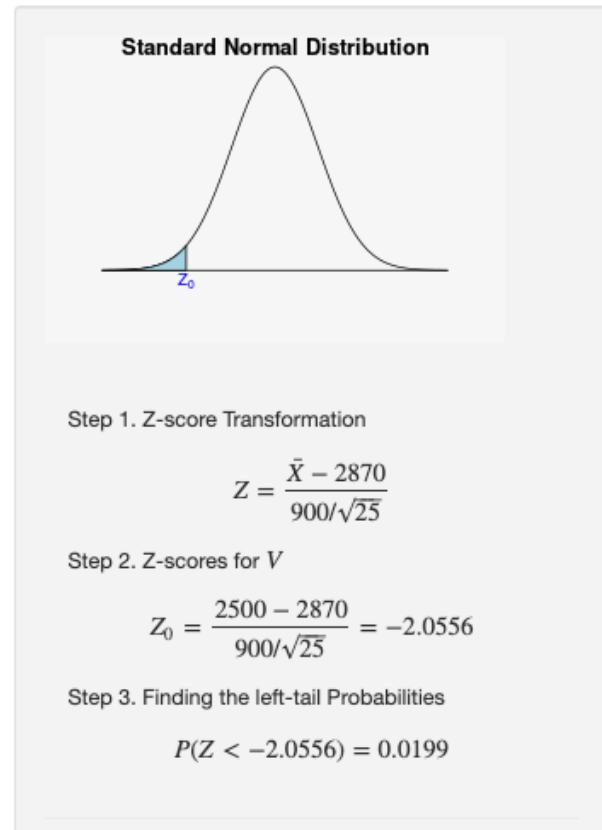 Standard Normal Distribution
Z₀
Step 1. Z-score Transformation
Z = (X̄ − 2870) / (900/√25)
Step 2. Z-scores for V
Z₀ = (2500 − 2870) / (900/√25) = −2.0556
Step 3. Finding the left-tail Probabilities
P(Z < −2.0556) = 0.0199